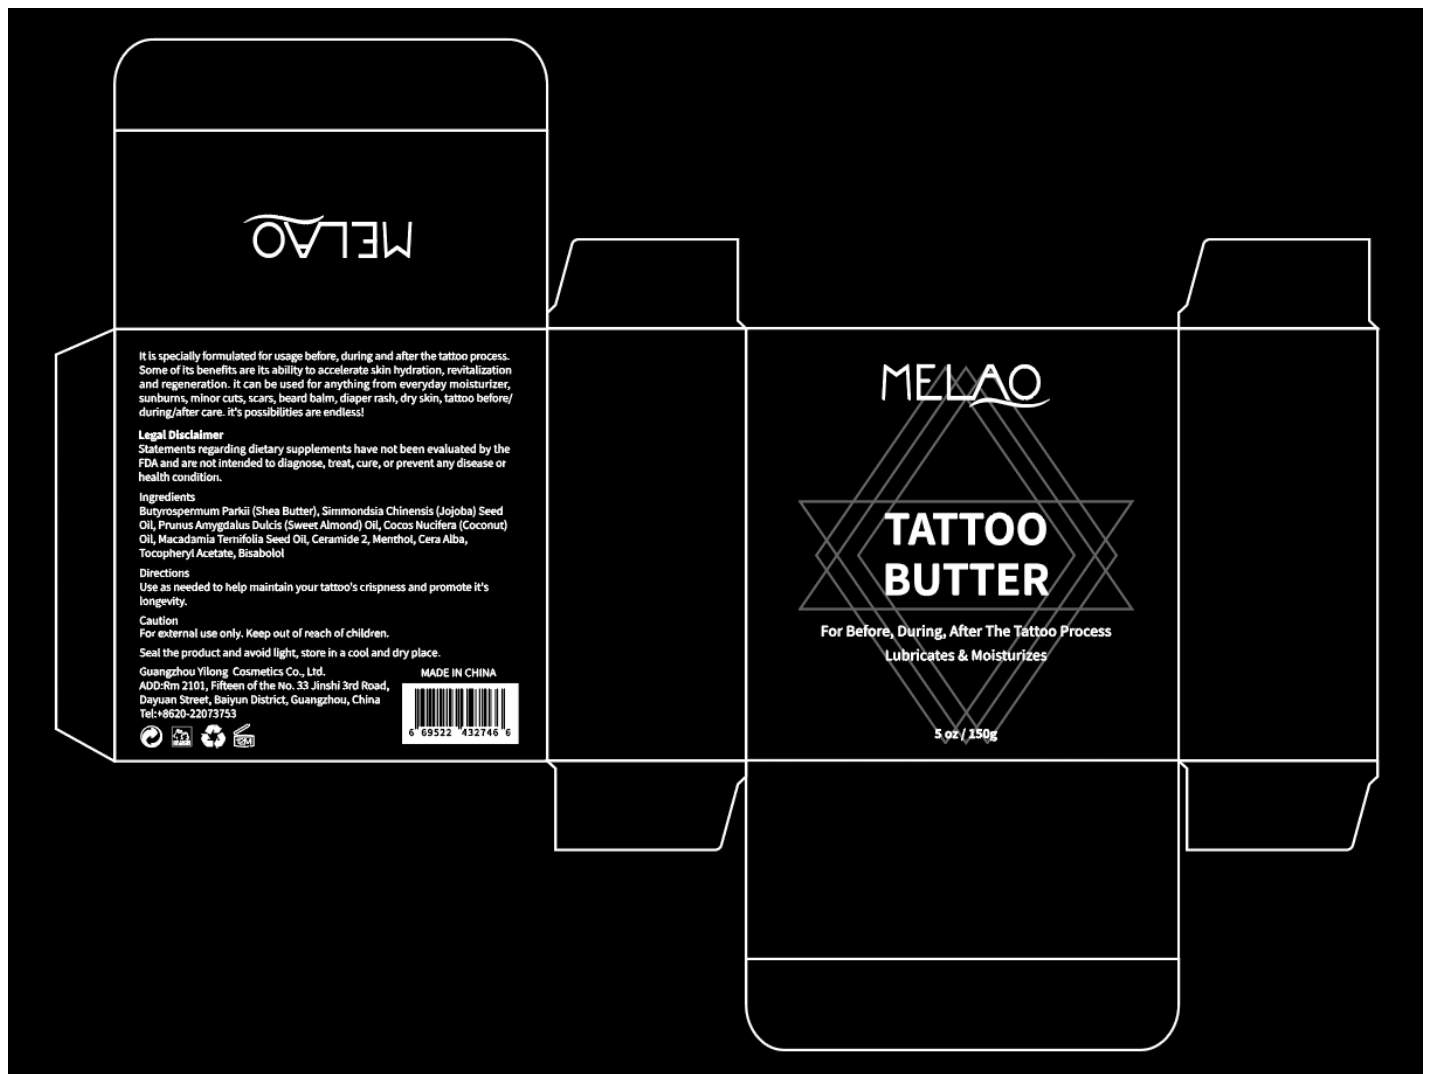 MELAO
It is specially formulated for usage before, during and after the tattoo process.
Some of its benefits are its ability to accelerate skin hydration, revitalization
and regeneration. it can be used for anything from everyday moisturizer,
sunburns, minor cuts, scars, beard balm, diaper rash, dry skin, tattoo before/
during/after care. it's possibilities are endless!
Legal Disclaimer
Statements regarding dietary supplements have not been evaluated by the
FDA and are not intended to diagnose, treat, cure, or prevent any disease or
health condition.
Ingredients
Butyrospermum Parkii (Shea Butter), Simmondsia Chinensis (Jojoba) Seed
Oil, Prunus Amygdalus Dulcis (Sweet Almond) Oil, Cocos Nucifera (Coconut)
Oil, Macadamia Ternifolia Seed Oil, Ceramide 2, Menthol, Cera Alba,
Tocopheryl Acetate, Bisabolol
Directions
Use as needed to help maintain your tattoo's crispness and promote it's
longevity.
Caution
For external use only. Keep out of reach of children.
Seal the product and avoid light, store in a cool and dry place.
Guangzhou Yilong Cosmetics Co., Ltd.
ADD:Rm 2101, Fifteen of the No. 33 Jinshi 3rd Road,
Dayuan Street, Baiyun District, Guangzhou, China
Tel:+8620-22073753
MADE IN CHINA
6 69522 432746 6
MELAO
TATTOO
BUTTER
For Before, During, After The Tattoo Process
Lubricates & Moisturizes
5 oz / 150g